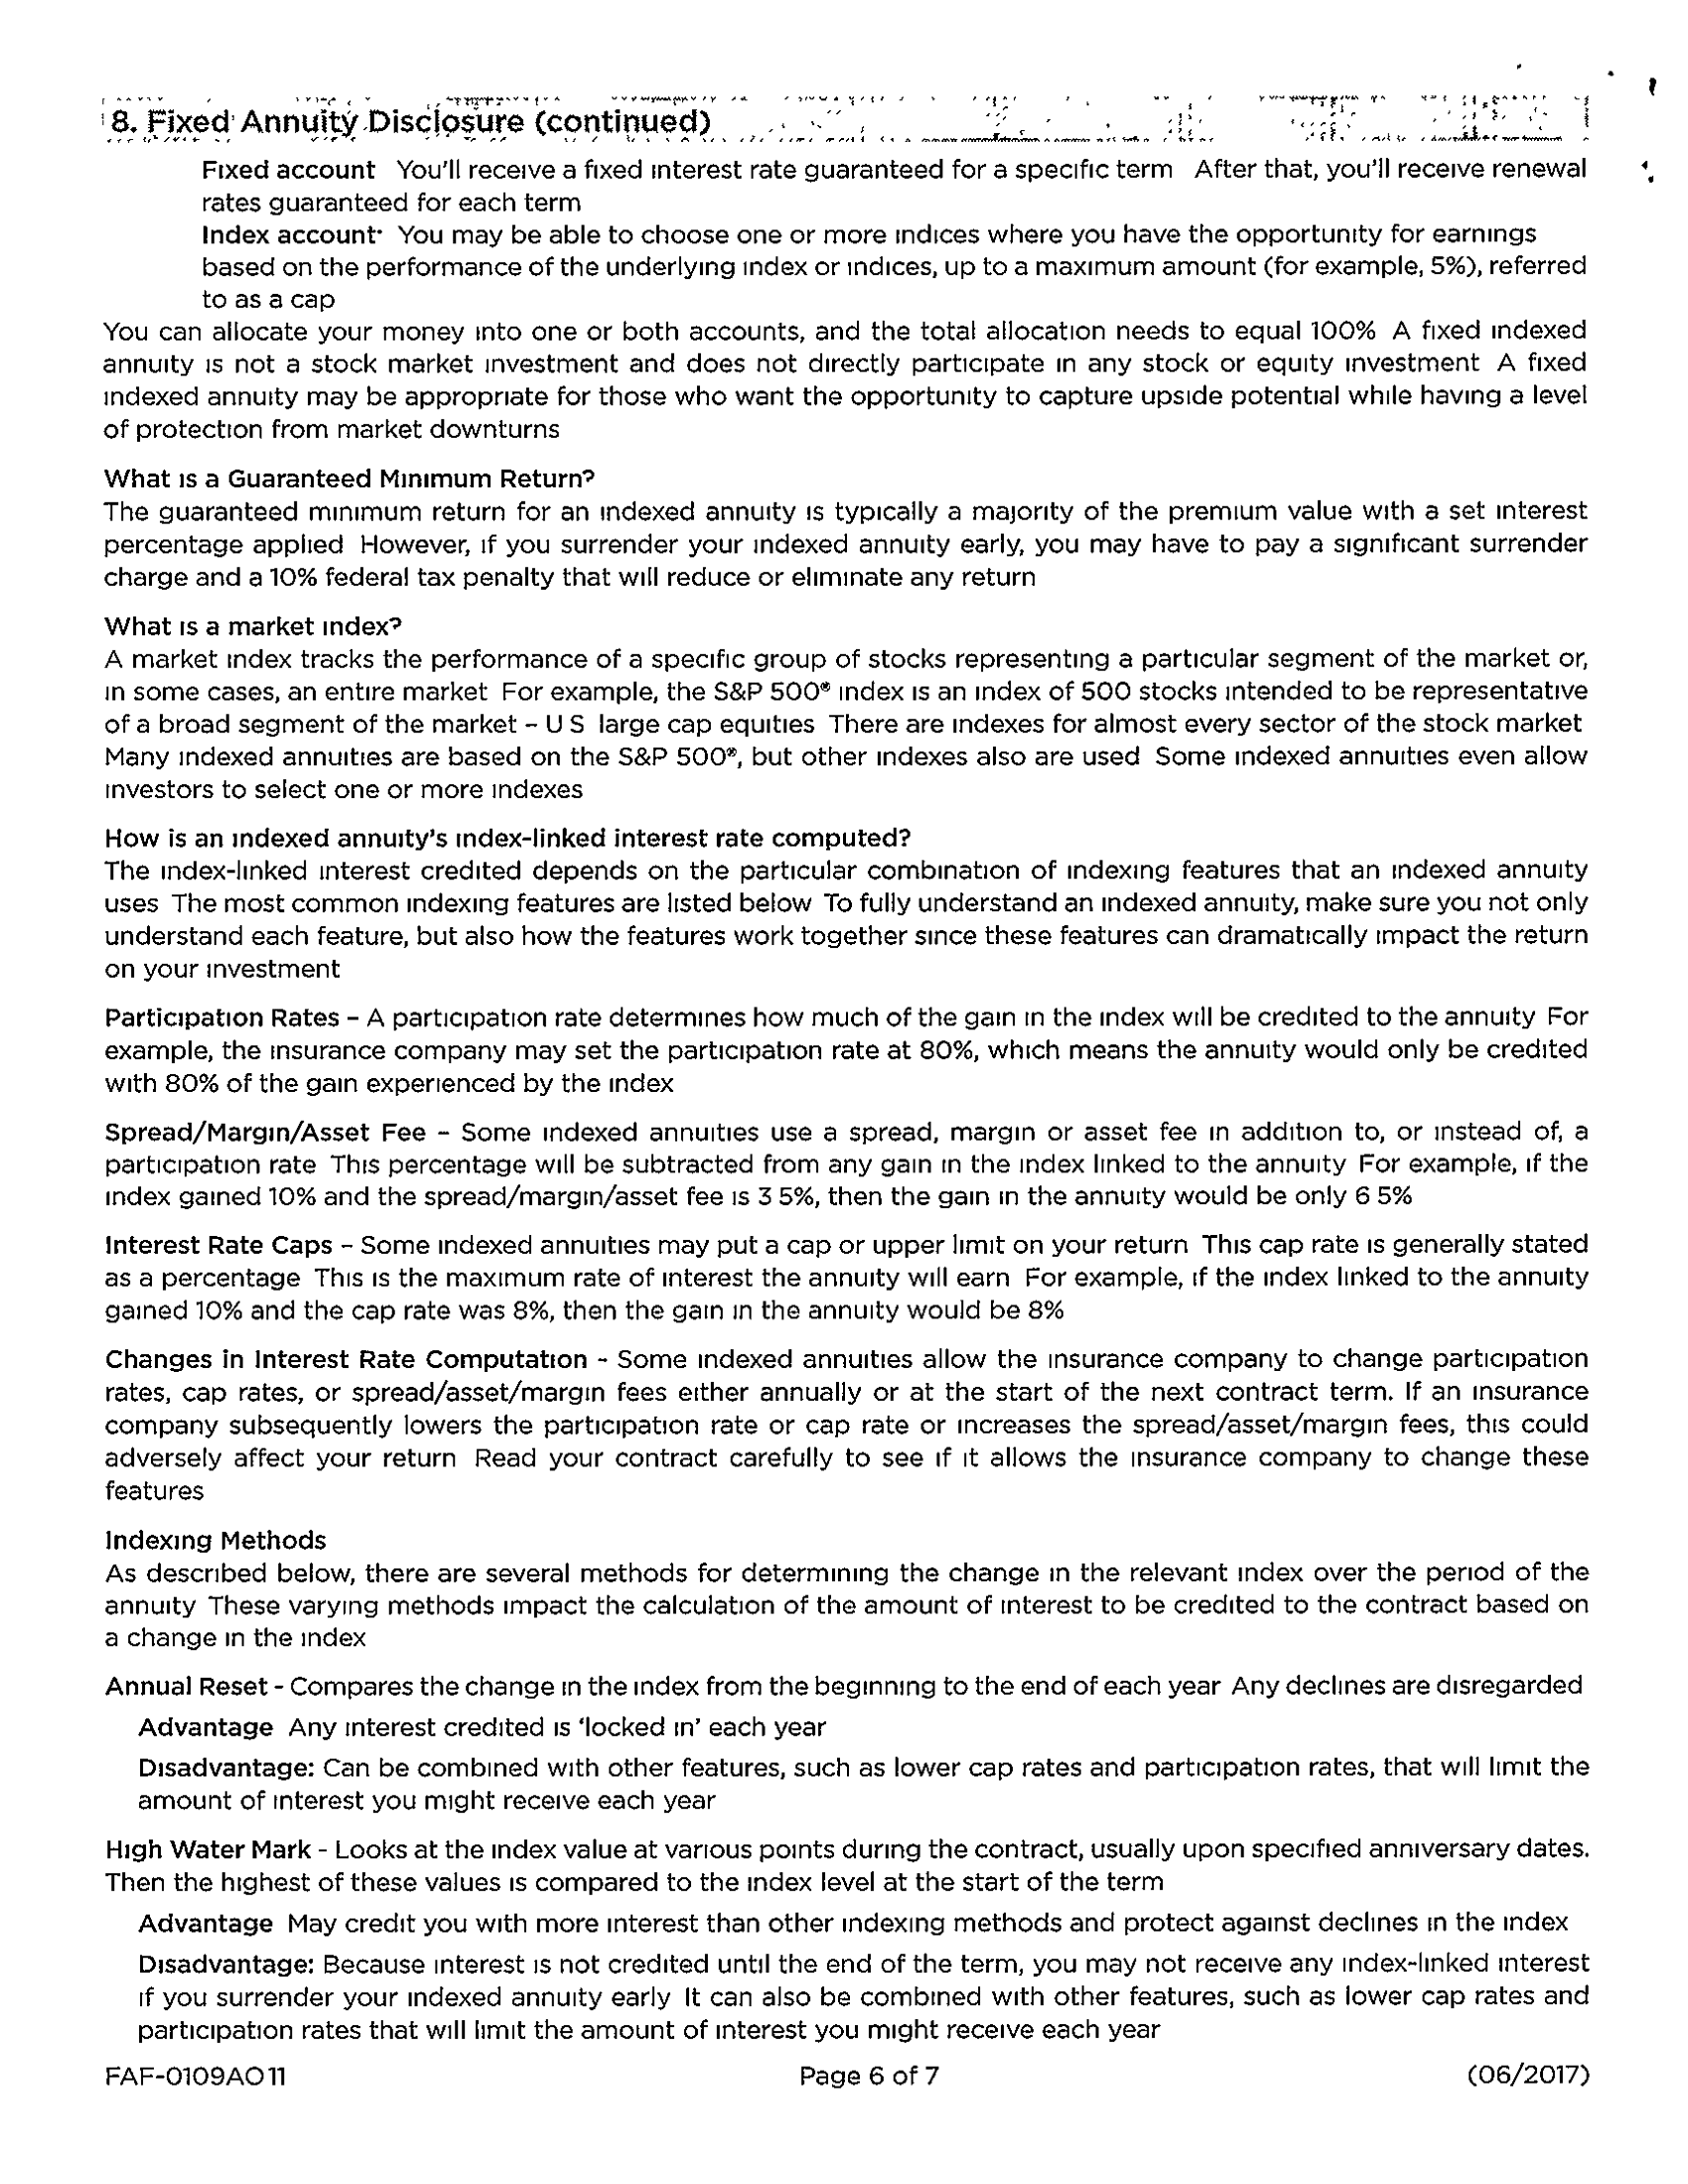 8. Fixed Annuity Disclosure (continued)
Fixed account You'll receive a fixed interest rate guaranteed for a specific term After that, you'll receive renewal
rates guaranteed for each term
Index account· You may be able to choose one or more indices where you have the opportunity for earnings
based on the performance of the underlying index or indices, up to a maximum amount (for example, 5%), referred
to as a cap
You can allocate your money into one or both accounts, and the total allocation needs to equal 100% A fixed indexed
annuity is not a stock market investment and does not directly participate in any stock or equity investment A fixed
indexed annuity may be appropriate for those who want the opportunity to capture upside potential while having a level
of protection from market downturns
What is a Guaranteed Minimum Return?
The guaranteed minimum return for an indexed annuity is typically a majority of the premium value with a set interest
percentage applied However, if you surrender your indexed annuity early, you may have to pay a significant surrender
charge and a 10% federal tax penalty that will reduce or eliminate any return
What is a market index?
A market index tracks the performance of a specific group of stocks representing a particular segment of the market or,
in some cases, an entire market For example, the S&P 500® index is an index of 500 stocks intended to be representative
of a broad segment of the market – U S large cap equities There are indexes for almost every sector of the stock market
Many indexed annuities are based on the S&P 500®, but other indexes also are used Some indexed annuities even allow
investors to select one or more indexes
How is an indexed annuity's index-linked interest rate computed?
The index-linked interest credited depends on the particular combination of indexing features that an indexed annuity
uses The most common indexing features are listed below To fully understand an indexed annuity, make sure you not only
understand each feature, but also how the features work together since these features can dramatically impact the return
on your investment
Participation Rates – A participation rate determines how much of the gain in the index will be credited to the annuity For
example, the insurance company may set the participation rate at 80%, which means the annuity would only be credited
with 80% of the gain experienced by the index
Spread/Margin/Asset Fee – Some indexed annuities use a spread, margin or asset fee in addition to, or instead of, a
participation rate This percentage will be subtracted from any gain in the index linked to the annuity For example, if the
index gained 10% and the spread/margin/asset fee is 3 5%, then the gain in the annuity would be only 6 5%
Interest Rate Caps – Some indexed annuities may put a cap or upper limit on your return This cap rate is generally stated
as a percentage This is the maximum rate of interest the annuity will earn For example, if the index linked to the annuity
gained 10% and the cap rate was 8%, then the gain in the annuity would be 8%
Changes in Interest Rate Computation - Some indexed annuities allow the insurance company to change participation
rates, cap rates, or spread/asset/margin fees either annually or at the start of the next contract term. If an insurance
company subsequently lowers the participation rate or cap rate or increases the spread/asset/margin fees, this could
adversely affect your return Read your contract carefully to see if it allows the insurance company to change these
features
Indexing Methods
As described below, there are several methods for determining the change in the relevant index over the period of the
annuity These varying methods impact the calculation of the amount of interest to be credited to the contract based on
a change in the index
Annual Reset - Compares the change in the index from the beginning to the end of each year Any declines are disregarded
Advantage Any interest credited is 'locked in' each year
Disadvantage: Can be combined with other features, such as lower cap rates and participation rates, that will limit the
amount of interest you might receive each year
High Water Mark - Looks at the index value at various points during the contract, usually upon specified anniversary dates.
Then the highest of these values is compared to the index level at the start of the term
Advantage May credit you with more interest than other indexing methods and protect against declines in the index
Disadvantage: Because interest is not credited until the end of the term, you may not receive any index-linked interest
if you surrender your indexed annuity early It can also be combined with other features, such as lower cap rates and
participation rates that will limit the amount of interest you might receive each year
FAF-0109AO 11 Page 6 of 7 (06/2017)